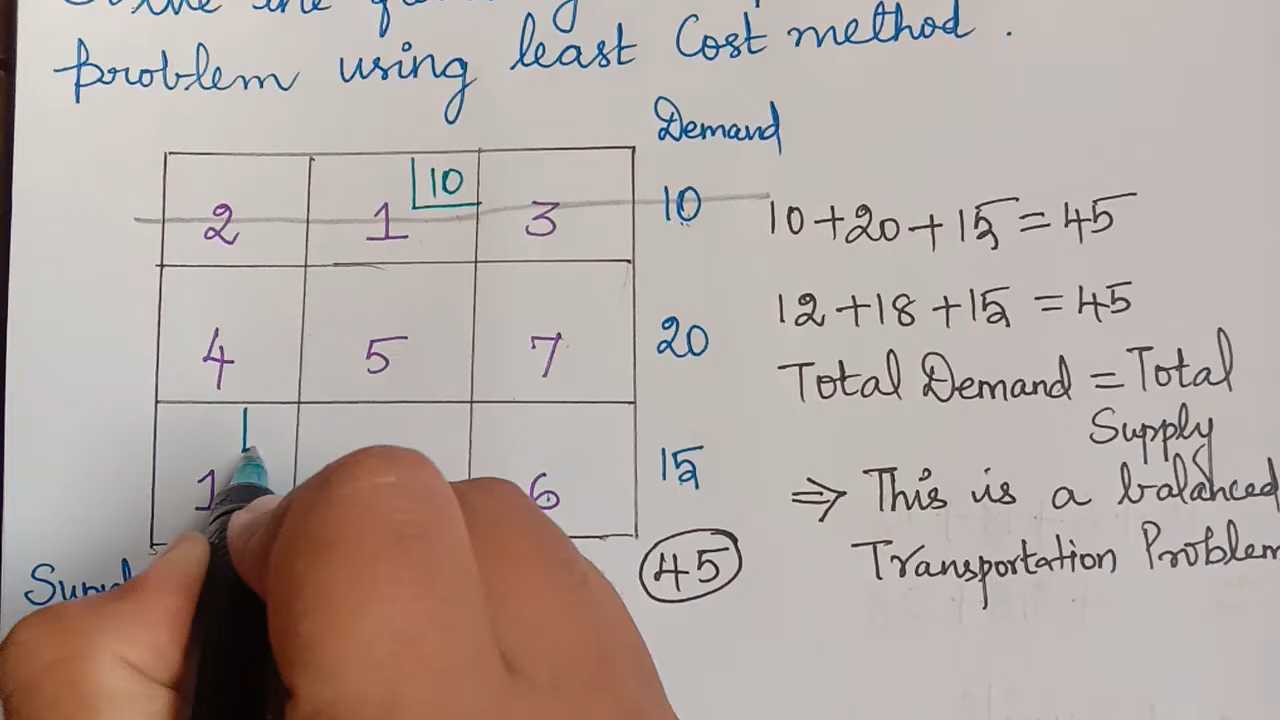 problem using least Cost method.
Demand
2 1 10 3 10
4 5 7 20
1 6 15
45
10+20+15=45
12+18+15=45
Total Demand = Total
Supply
⇒ This is a balanced
Transportation Problem